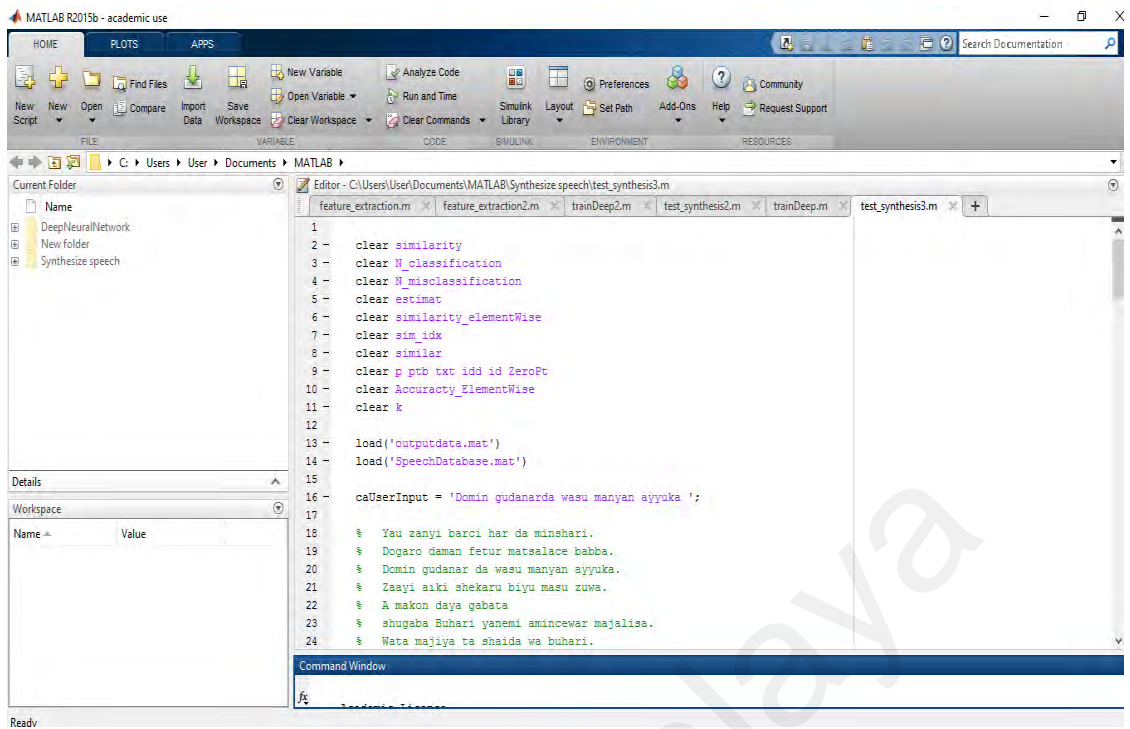 MATLAB R2015b - academic use
HOME PLOTS APPS Search Documentation
New Script New Open Find Files Compare Import Data Save Workspace New Variable Open Variable Clear Workspace Analyze Code Run and Time Clear Commands Simulink Library Layout Preferences Set Path Add-Ons Help Community Request Support
FILE VARIABLE CODE SIMULINK ENVIRONMENT RESOURCES
C: Users User Documents MATLAB
Current Folder
Name
DeepNeuralNetwork
New folder
Synthesize speech
Details
Workspace
Name Value
Editor - C:\Users\User\Documents\MATLAB\Synthesize speech\test_synthesis3.m
feature_extraction.m feature_extraction2.m trainDeep2.m test_synthesis2.m trainDeep.m test_synthesis3.m +
1
2 - clear similarity
3 - clear N_classification
4 - clear N_misclassification
5 - clear estimat
6 - clear similarity_elementWise
7 - clear sim_idx
8 - clear similar
9 - clear p ptb txt idd id ZeroPt
10 - clear Accuracty_ElementWise
11 - clear k
12
13 - load('outputdata.mat')
14 - load('SpeechDatabase.mat')
15
16 - caUserInput = 'Domin gudanarda wasu manyan ayyuka ';
17
18 % Yau zanyi barci har da minshari.
19 % Dogaro daman fetur matsalace babba.
20 % Domin gudanar da wasu manyan ayyuka.
21 % Zaayi aiki shekaru biyu masu zuwa.
22 % A makon daya gabata
23 % shugaba Buhari yanemi amincewar majalisa.
24 % Wata majiya ta shaida wa buhari.
Command Window
fx
Ready
laya